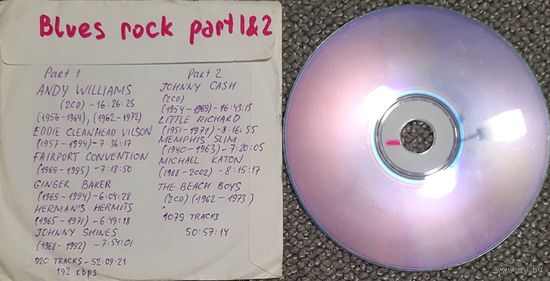 Blues rock part 1&2
Part 1
ANDY WILLIAMS
(2CD) - 16:26:25
(1956-1964), (1962-1972)
EDDIE CLEANHEAD VILSON
(1957-1994) - 7:36:17
FAIRPORT CONVENTION
(1969-1995) - 7:18:50
GINGER BAKER
(1969-1994) - 6:04:28
HERMAN'S HERMITS
(1965-1971) - 6:49:18
JOHNNY SHINES
(1968-1992) - 7:54:01
920 TRACKS - 52:09:21
192 kbps
Part 2
JOHNNY CASH
(2CD)
(1954-1969) - 16:43:15
LITTLE RICHARD
(1951-1971) - 8:16:55
MEMPHIS SLIM
(1940-1963) - 7:20:05
MICHAEL KATON
(1988-2002) - 8:15:17
THE BEACH BOYS
(2CD) (1962-1973)
1079 TRACKS
50:57:14